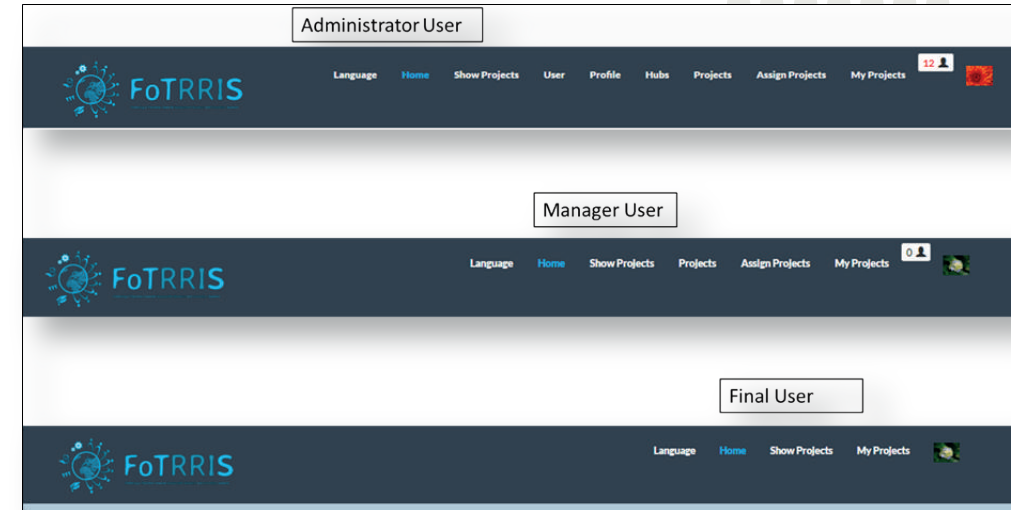 Administrator User
FoTRRIS
Language Home Show Projects User Profile Hubs Projects Assign Projects My Projects 12
Manager User
FoTRRIS
Language Home Show Projects Projects Assign Projects My Projects 0
Final User
FoTRRIS
Language Home Show Projects My Projects